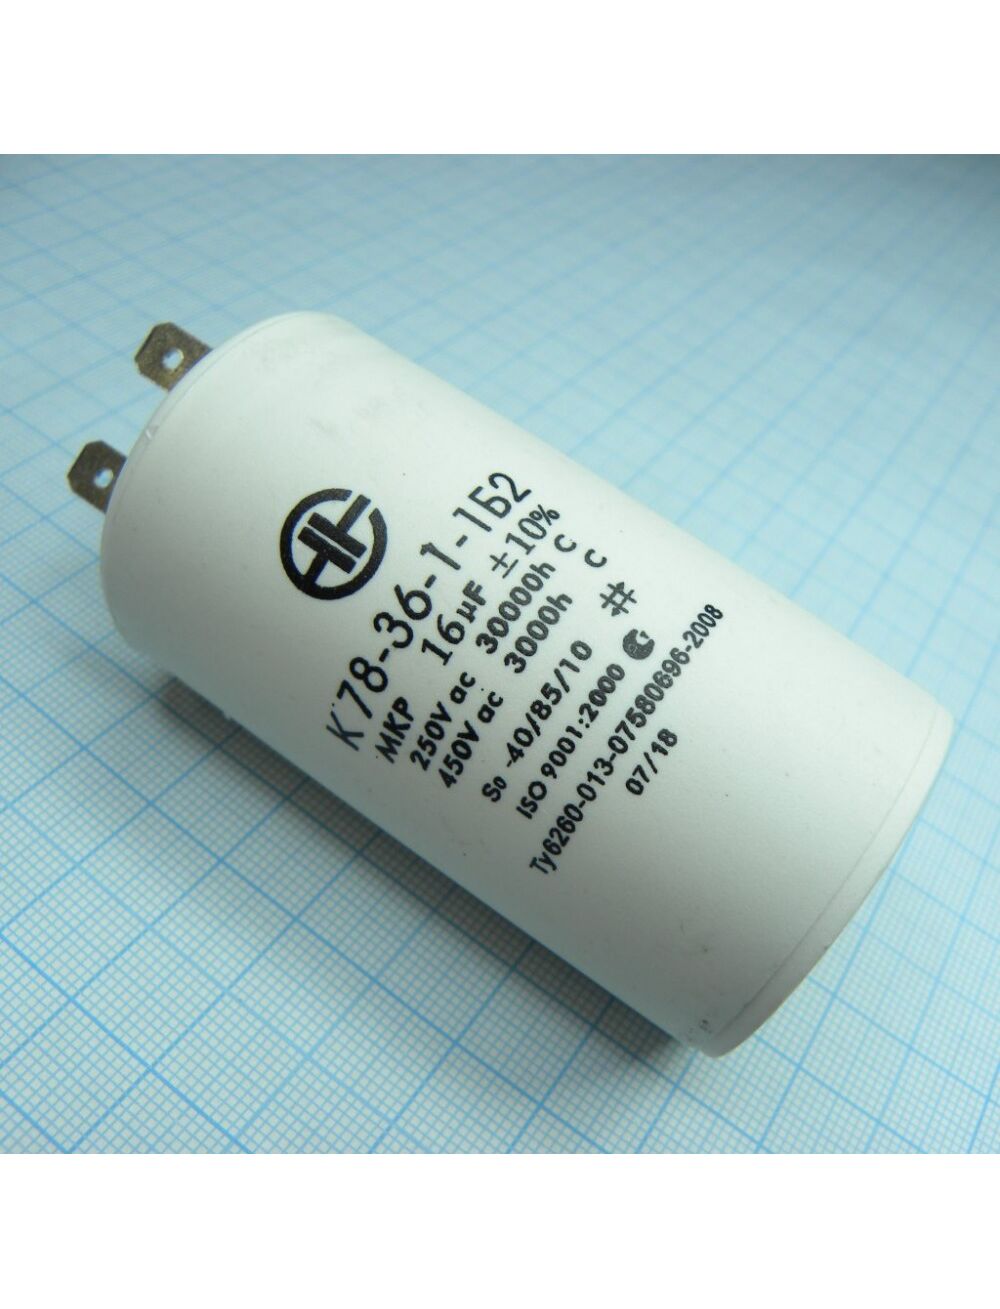 К78-36-1-1Б2
МКР 16µF ±10%
250V ac 30000h C
450V ac 3000h C
S0 -40/85/10
ISO 9001:2000
Ту6260-013-07580696-2008
07/18